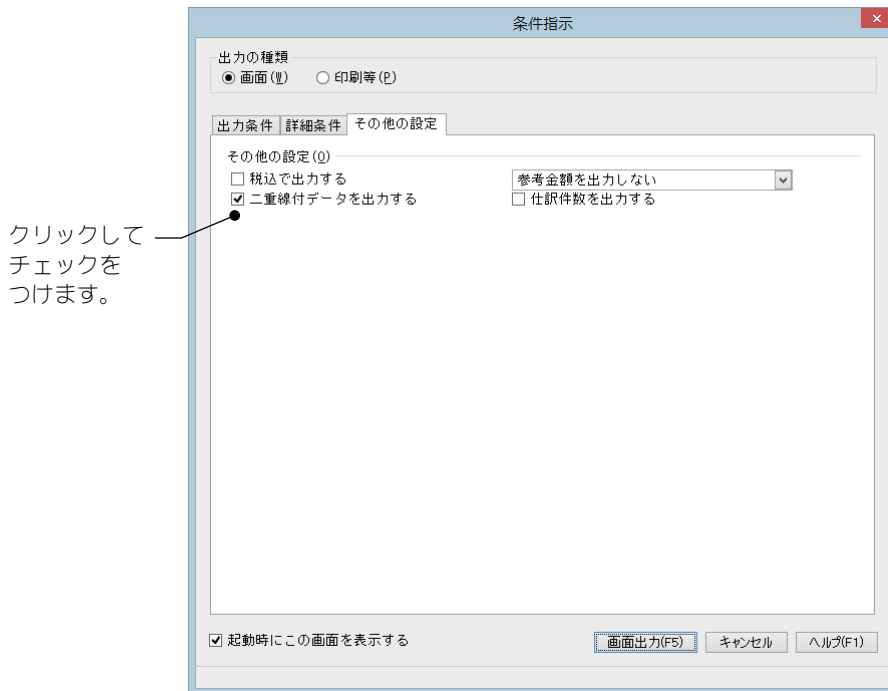 条件指示
出力の種類
画面(W) 印刷等(P)
出力条件 詳細条件 その他の設定
その他の設定(O)
税込で出力する 参考金額を出力しない
二重線付データを出力する 仕訳件数を出力する
クリックして
チェックを
つけます。
起動時にこの画面を表示する 画面出力(F5) キャンセル ヘルプ(F1)